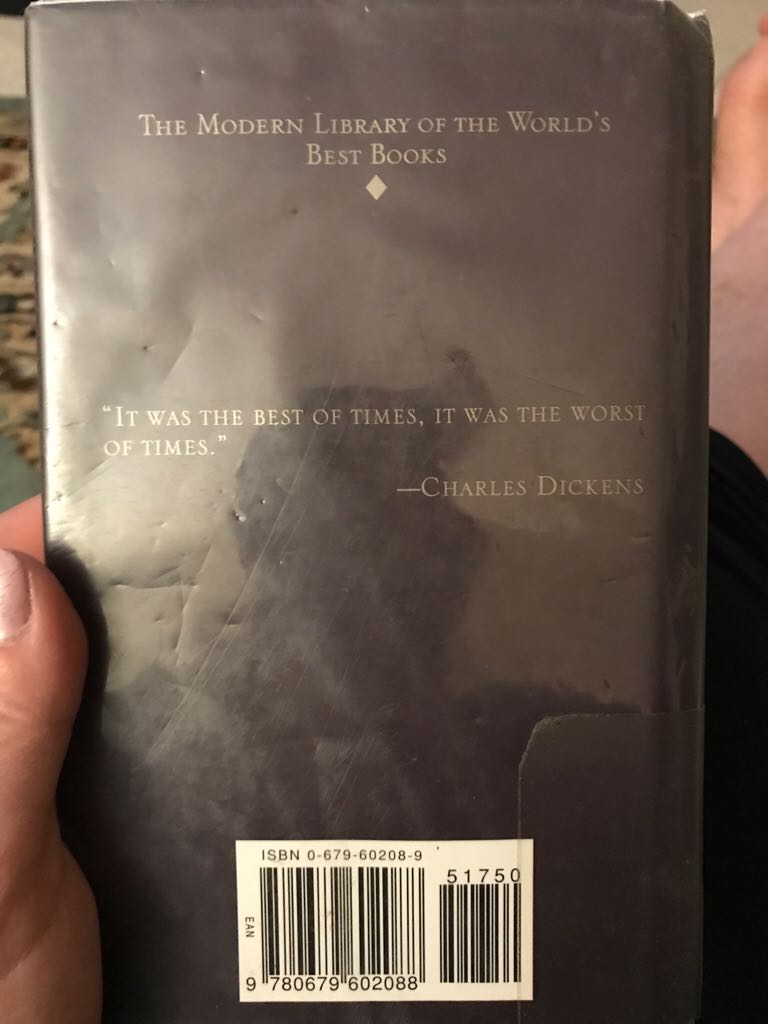 The Modern Library of the World's
Best Books
"It was the best of times, it was the worst
of times."
—Charles Dickens
ISBN 0-679-60208-9
51750
EAN
9 780679 602088